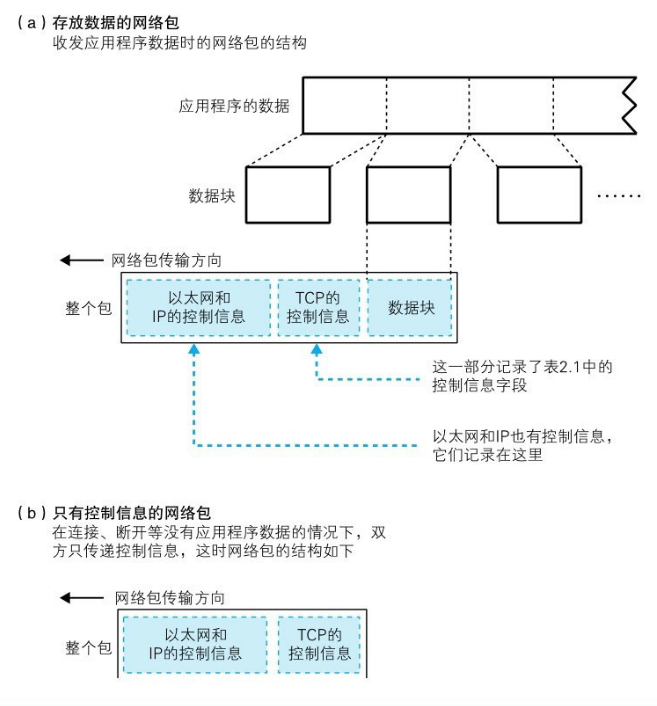 （a）存放数据的网络包
收发应用程序数据时的网络包的结构
应用程序的数据
数据块
……
网络包传输方向
整个包
以太网和
IP的控制信息
TCP的
控制信息
数据块
这一部分记录了表2.1中的
控制信息字段
以太网和IP也有控制信息，
它们记录在这里
（b）只有控制信息的网络包
在连接、断开等没有应用程序数据的情况下，双
方只传递控制信息，这时网络包的结构如下
网络包传输方向
整个包
以太网和
IP的控制信息
TCP的
控制信息